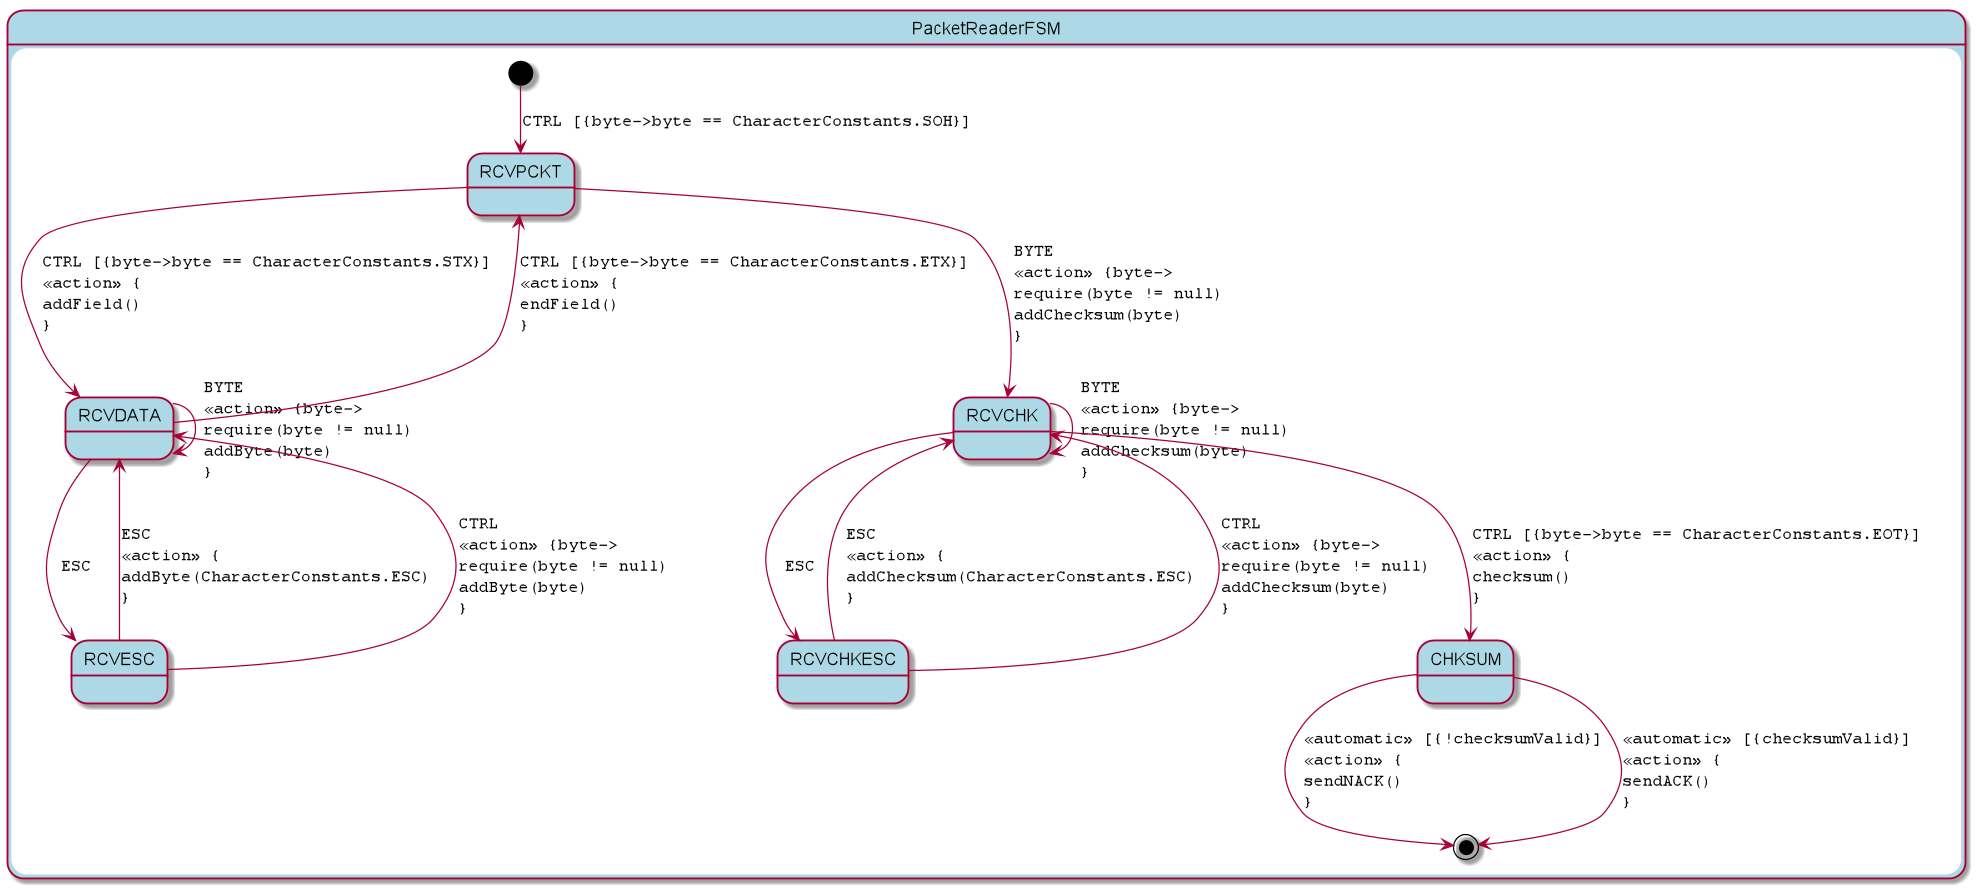 PacketReaderFSM
CTRL [{byte->byte == CharacterConstants.SOH}]
RCVPCKT
CTRL [{byte->byte == CharacterConstants.STX}]
«action» {
addField()
}
CTRL [{byte->byte == CharacterConstants.ETX}]
«action» {
endField()
}
BYTE
«action» {byte->
require(byte != null)
addChecksum(byte)
}
RCVDATA
BYTE
«action» {byte->
require(byte != null)
addByte(byte)
}
RCVCHK
BYTE
«action» {byte->
require(byte != null)
addChecksum(byte)
}
ESC
ESC
«action» {
addByte(CharacterConstants.ESC)
}
CTRL
«action» {byte->
require(byte != null)
addByte(byte)
}
ESC
ESC
«action» {
addChecksum(CharacterConstants.ESC)
}
CTRL
«action» {byte->
require(byte != null)
addChecksum(byte)
}
CTRL [{byte->byte == CharacterConstants.EOT}]
«action» {
checksum()
}
RCVESC
RCVCHKESC
CHKSUM
«automatic» [{!checksumValid}]
«action» {
sendNACK()
}
«automatic» [{checksumValid}]
«action» {
sendACK()
}